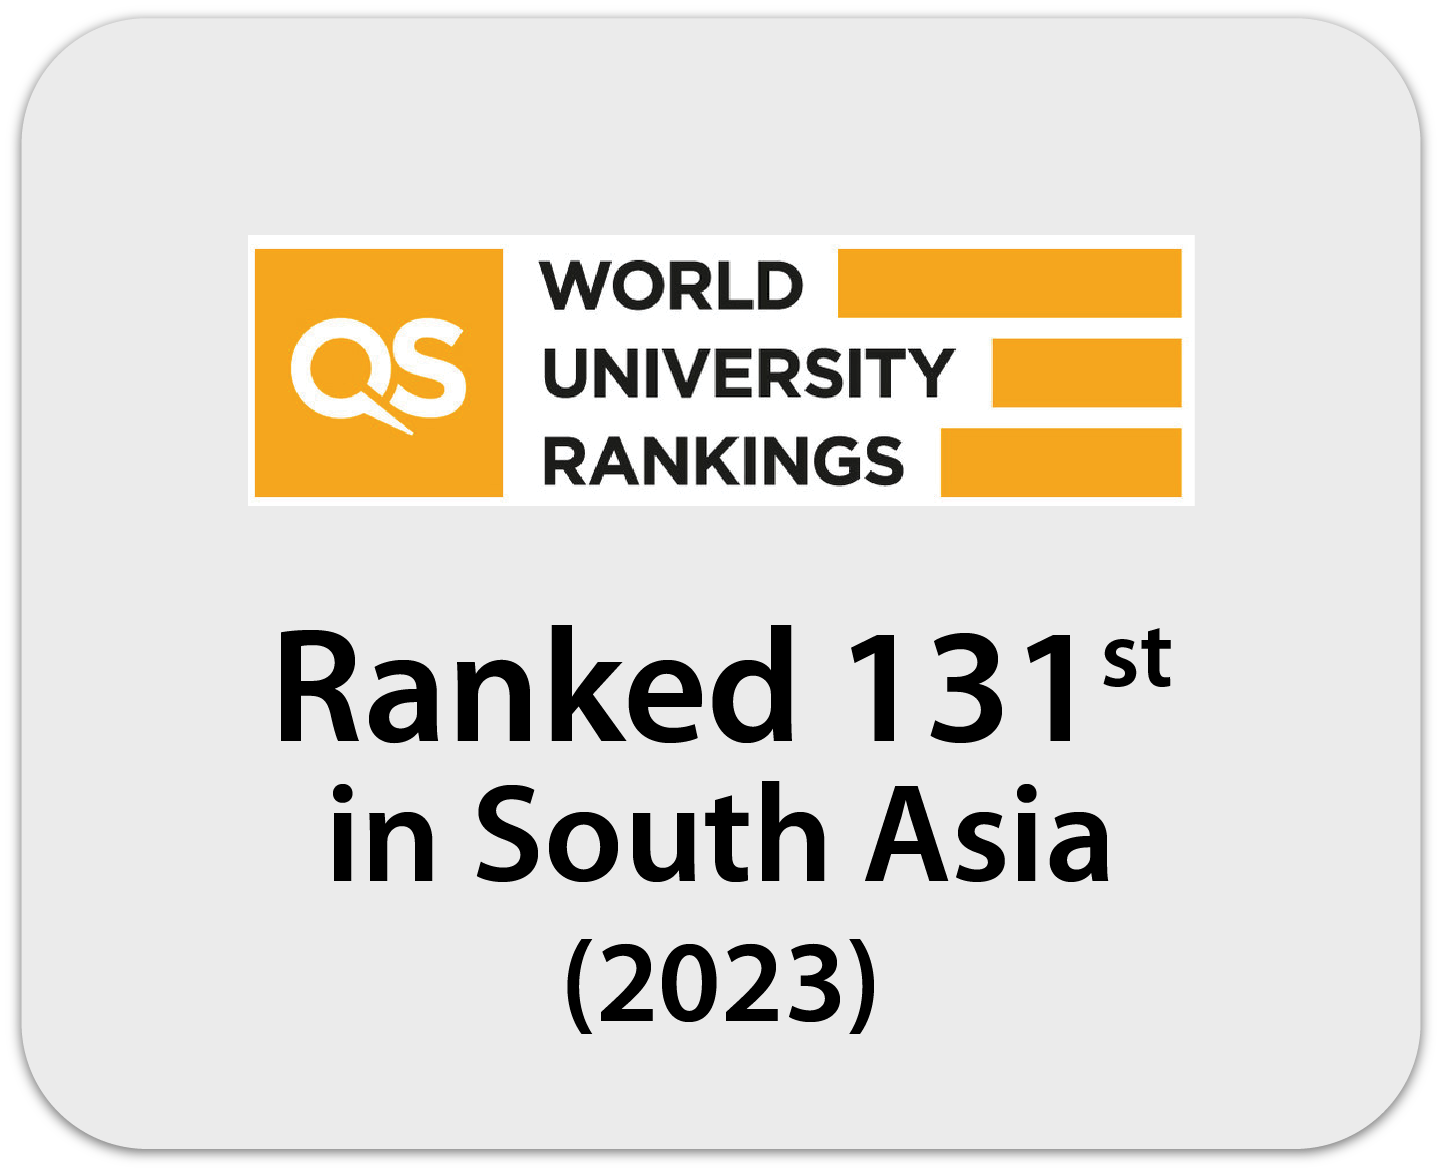 QS
WORLD
UNIVERSITY
RANKINGS
Ranked 131st
in South Asia
(2023)